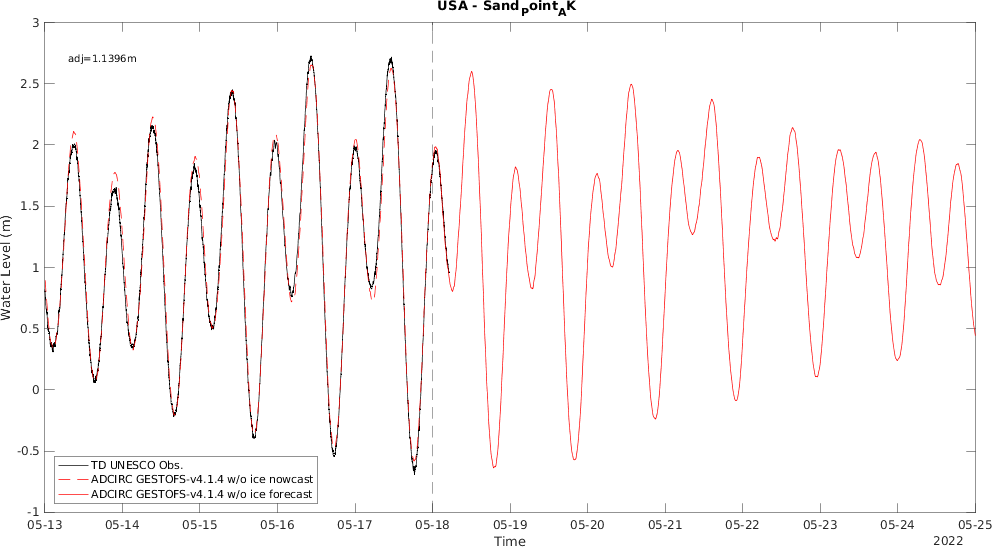 USA - Sand_Point_AK
adj=1.1396m
3
2.5
2
1.5
1
0.5
0
-0.5
-1
Water Level (m)
TD UNESCO Obs.
ADCIRC GESTOFS-v4.1.4 w/o ice nowcast
ADCIRC GESTOFS-v4.1.4 w/o ice forecast
05-13 05-14 05-15 05-16 05-17 05-18 05-19 05-20 05-21 05-22 05-23 05-24 05-25
Time
2022